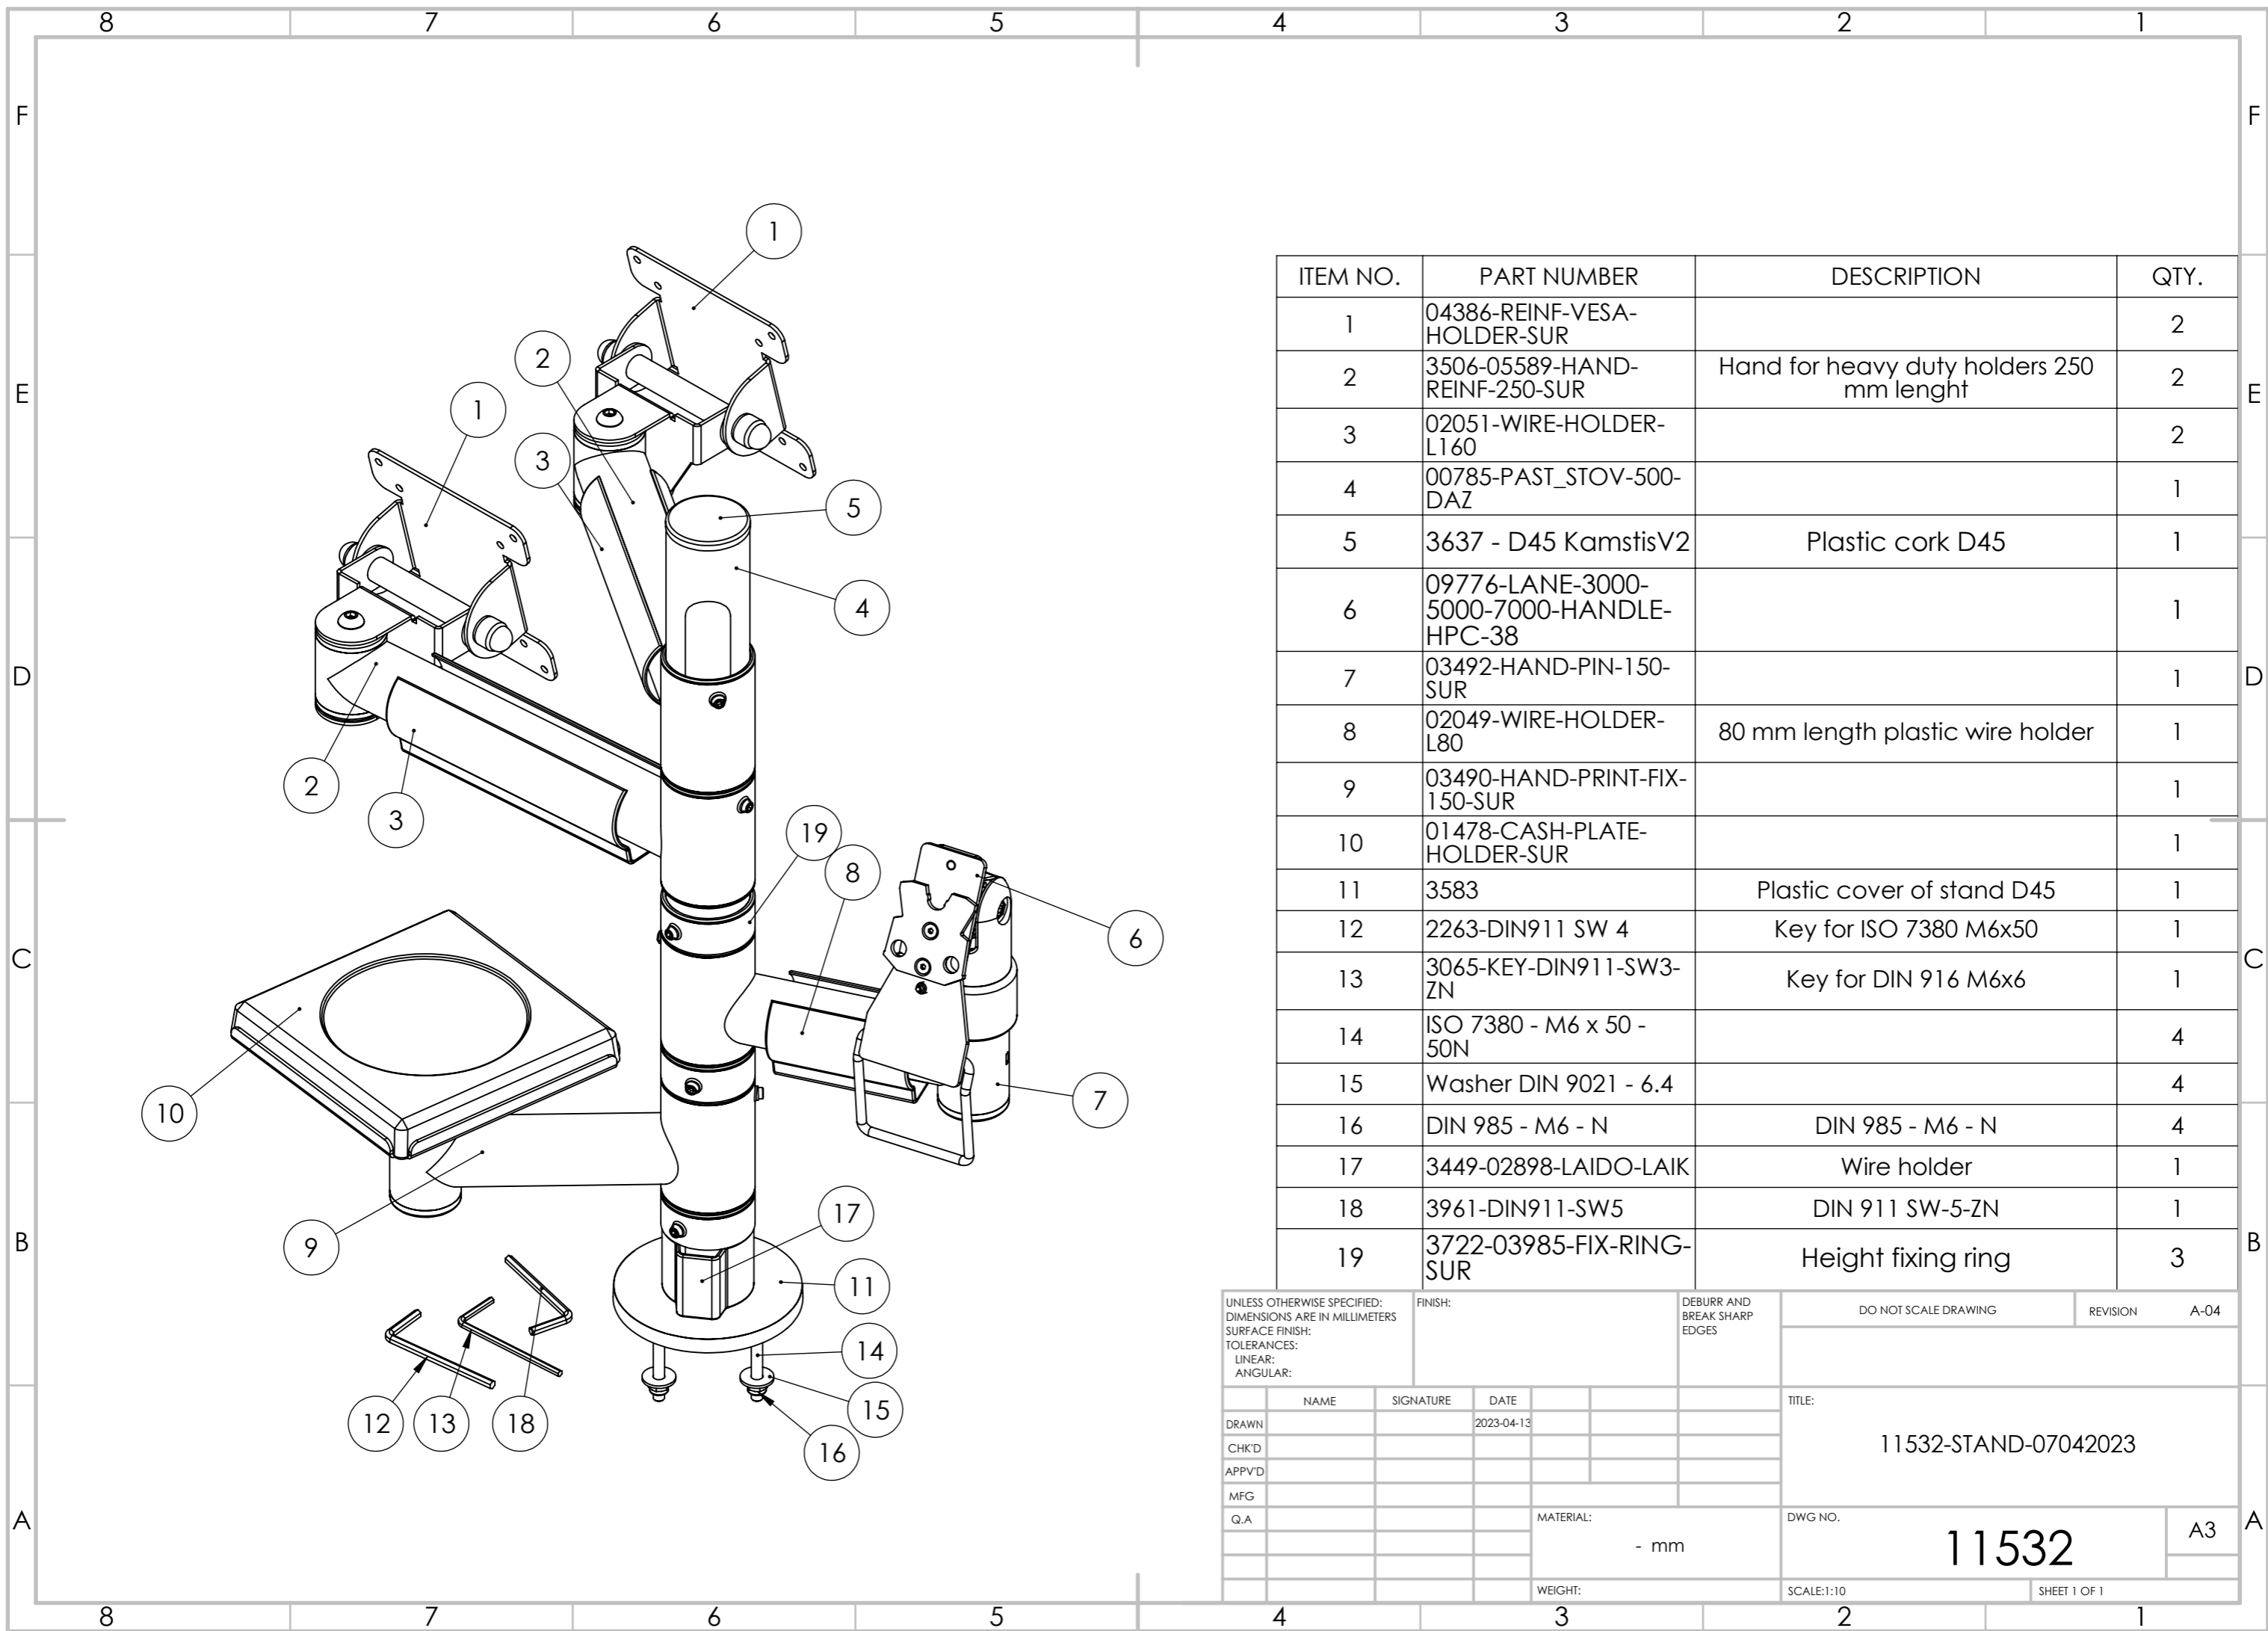 8 7 6 5 4 3 2 1
F F
E E
D D
C C
B B
A A
1
2
1
3
5
4
2
3
19
8
6
10
7
9
17
11
14
12 13 18 15
16
ITEM NO. PART NUMBER DESCRIPTION QTY.
1 04386-REINF-VESA- 2
HOLDER-SUR
2 3506-05589-HAND- Hand for heavy duty holders 250 2
REINF-250-SUR mm lenght
3 02051-WIRE-HOLDER- 2
L160
4 00785-PAST_STOV-500- 1
DAZ
5 3637 - D45 KamstisV2 Plastic cork D45 1
6 09776-LANE-3000- 1
5000-7000-HANDLE-
HPC-38
7 03492-HAND-PIN-150- 1
SUR
8 02049-WIRE-HOLDER- 80 mm length plastic wire holder 1
L80
9 03490-HAND-PRINT-FIX- 1
150-SUR
10 01478-CASH-PLATE- 1
HOLDER-SUR
11 3583 Plastic cover of stand D45 1
12 2263-DIN911 SW 4 Key for ISO 7380 M6x50 1
13 3065-KEY-DIN911-SW3- Key for DIN 916 M6x6 1
ZN
14 ISO 7380 - M6 x 50 - 4
50N
15 Washer DIN 9021 - 6.4 4
16 DIN 985 - M6 - N DIN 985 - M6 - N 4
17 3449-02898-LAIDO-LAIK Wire holder 1
18 3961-DIN911-SW5 DIN 911 SW-5-ZN 1
19 3722-03985-FIX-RING- Height fixing ring 3
SUR
UNLESS OTHERWISE SPECIFIED:
DIMENSIONS ARE IN MILLIMETERS
SURFACE FINISH:
TOLERANCES:
LINEAR:
ANGULAR:
FINISH:
DEBURR AND
BREAK SHARP
EDGES
DO NOT SCALE DRAWING
REVISION A-04
NAME SIGNATURE DATE
DRAWN 2023-04-13
CHK'D
APPV'D
MFG
Q.A
TITLE:
11532-STAND-07042023
MATERIAL:
- mm
DWG NO.
11532
A3
WEIGHT:
SCALE:1:10
SHEET 1 OF 1
8 7 6 5 4 3 2 1